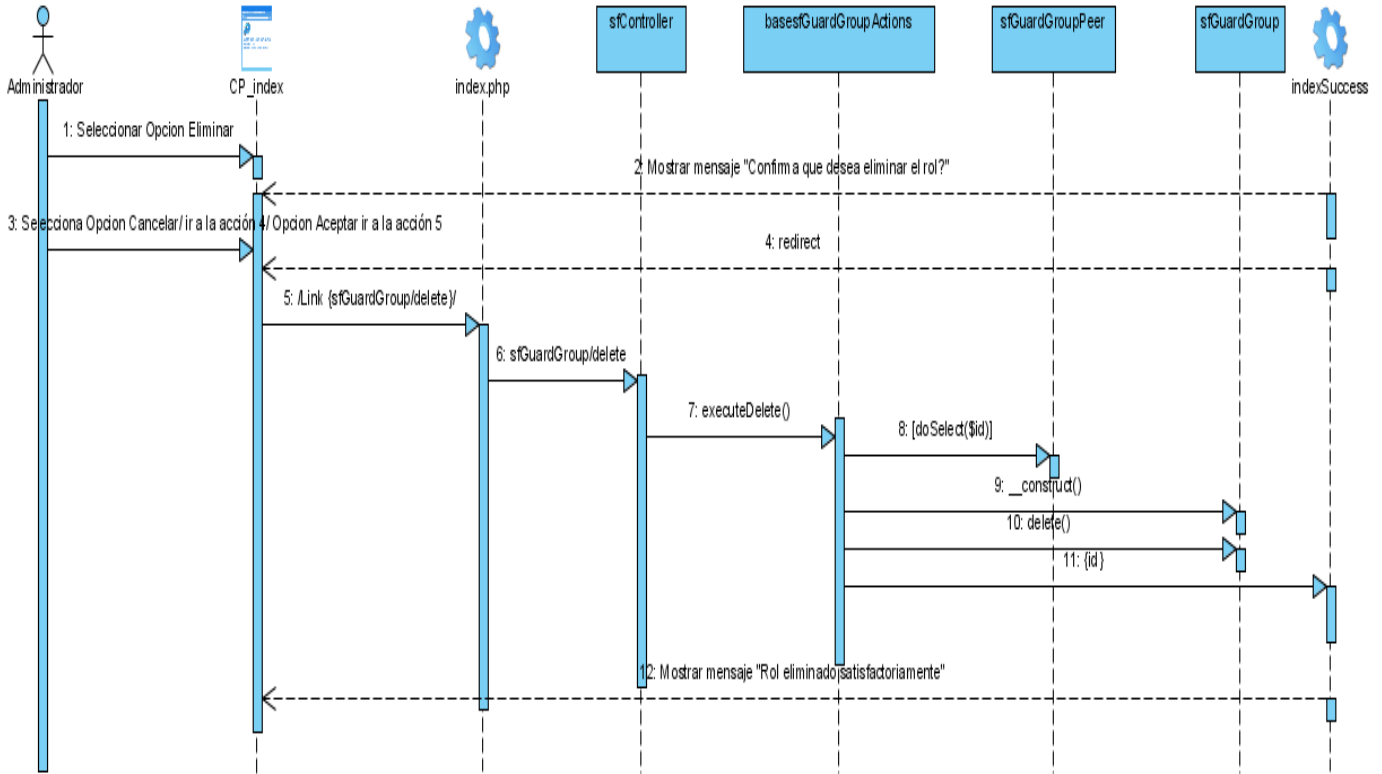 sfController
basesfGuardGroupActions
sfGuardGroupPeer
sfGuardGroup
Administrador
CP_index
index.php
indexSuccess
1: Seleccionar Opcion Eliminar
2: Mostrar mensaje "Confirma que desea eliminar el rol?"
3: Selecciona Opcion Cancelar/ ir a la acción 4/ Opcion Aceptar ir a la acción 5
4: redirect
5: /Link {sfGuardGroup/delete}/
6: sfGuardGroup/delete
7: executeDelete()
8: [doSelect($id)]
9: __construct()
10: delete()
11: {id}
12: Mostrar mensaje "Rol eliminado satisfactoriamente"